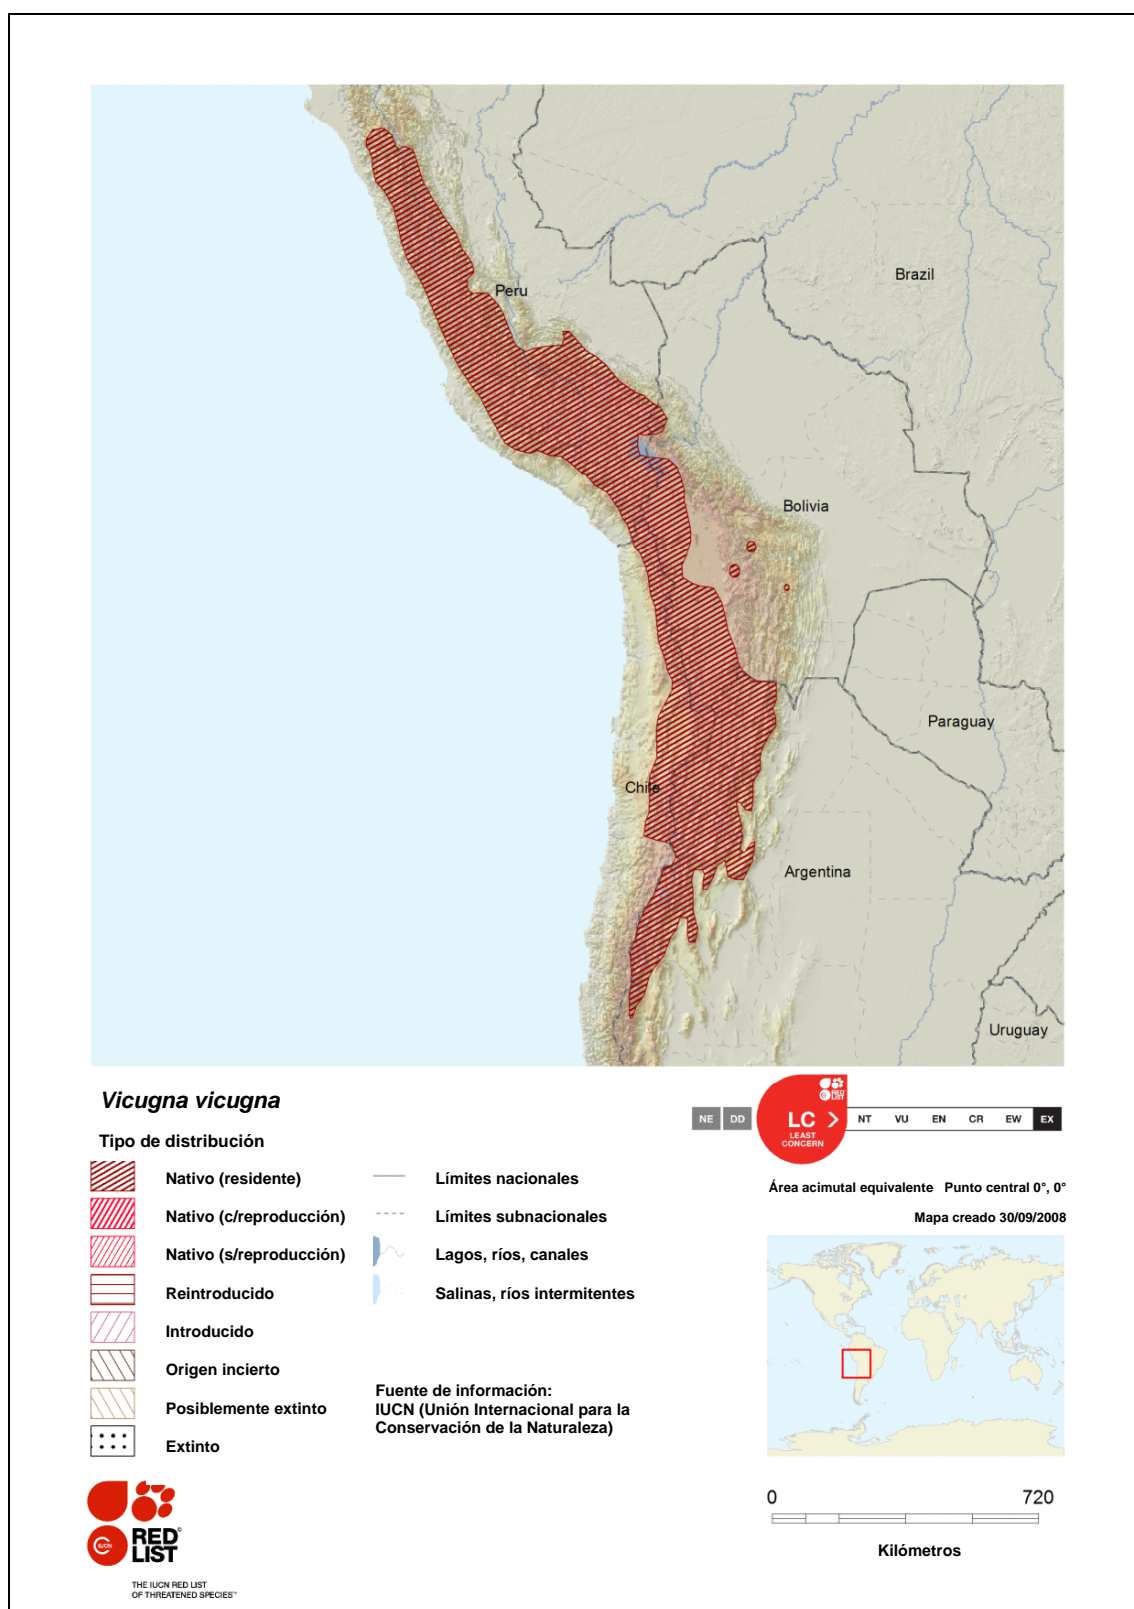 Brazil
Peru
Bolivia
Paraguay
Chile
Argentina
Uruguay
Vicugna vicugna
Tipo de distribución
Nativo (residente)
Nativo (c/reproducción)
Nativo (s/reproducción)
Reintroducido
Introducido
Origen incierto
Posiblemente extinto
Extinto
Límites nacionales
Límites subnacionales
Lagos, ríos, canales
Salinas, ríos intermitentes
Fuente de información:
IUCN (Unión Internacional para la
Conservación de la Naturaleza)
NE DD LC NT VU EN CR EW EX
LEAST
CONCERN
Área acimutal equivalente Punto central 0°, 0°
Mapa creado 30/09/2008
0 720
Kilómetros
IUCN
RED
LIST
THE IUCN RED LIST
OF THREATENED SPECIES™